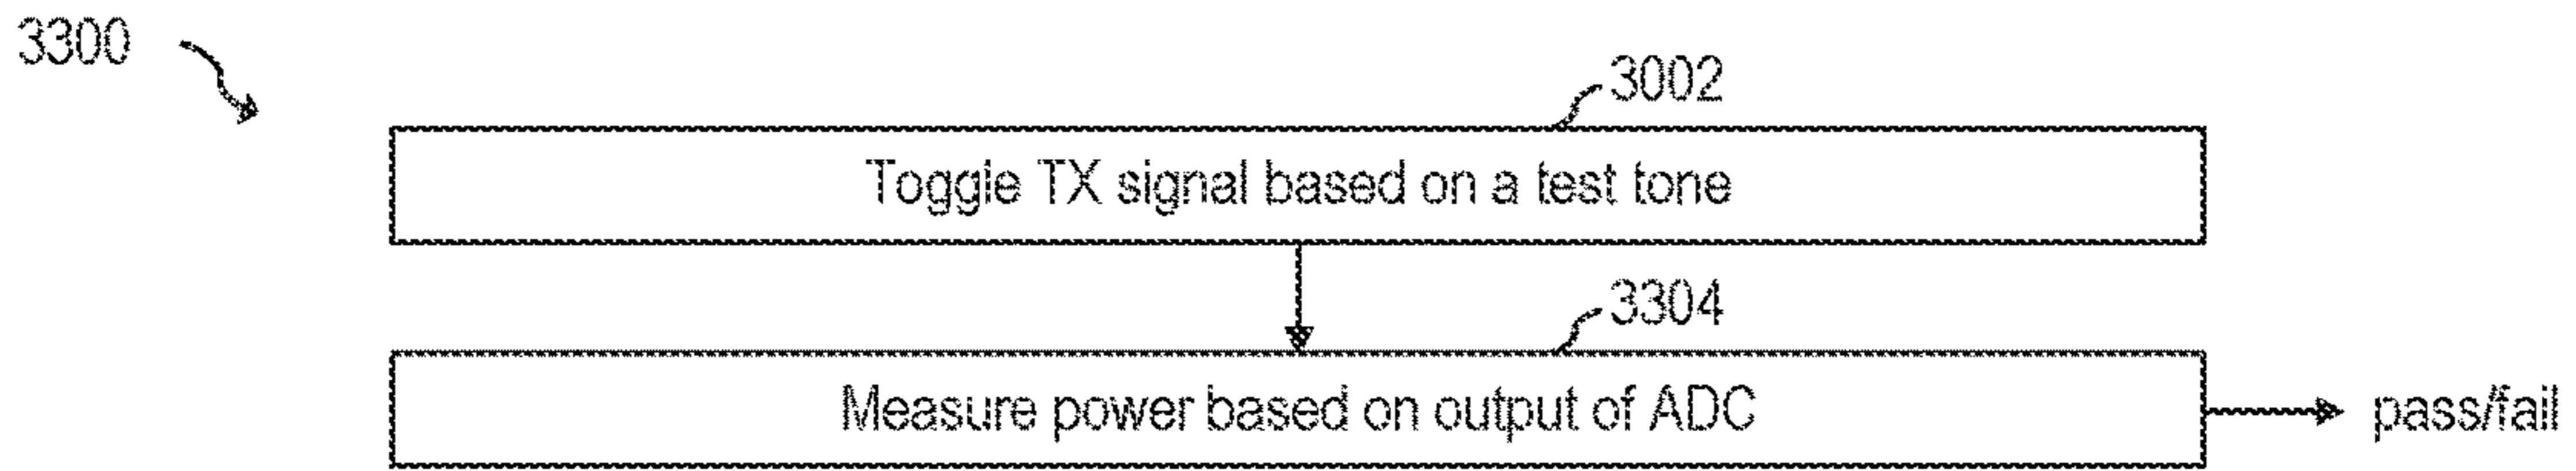 3300
3002
Toggle TX signal based on a test tone
3304
Measure power based on output of ADC
pass/fail